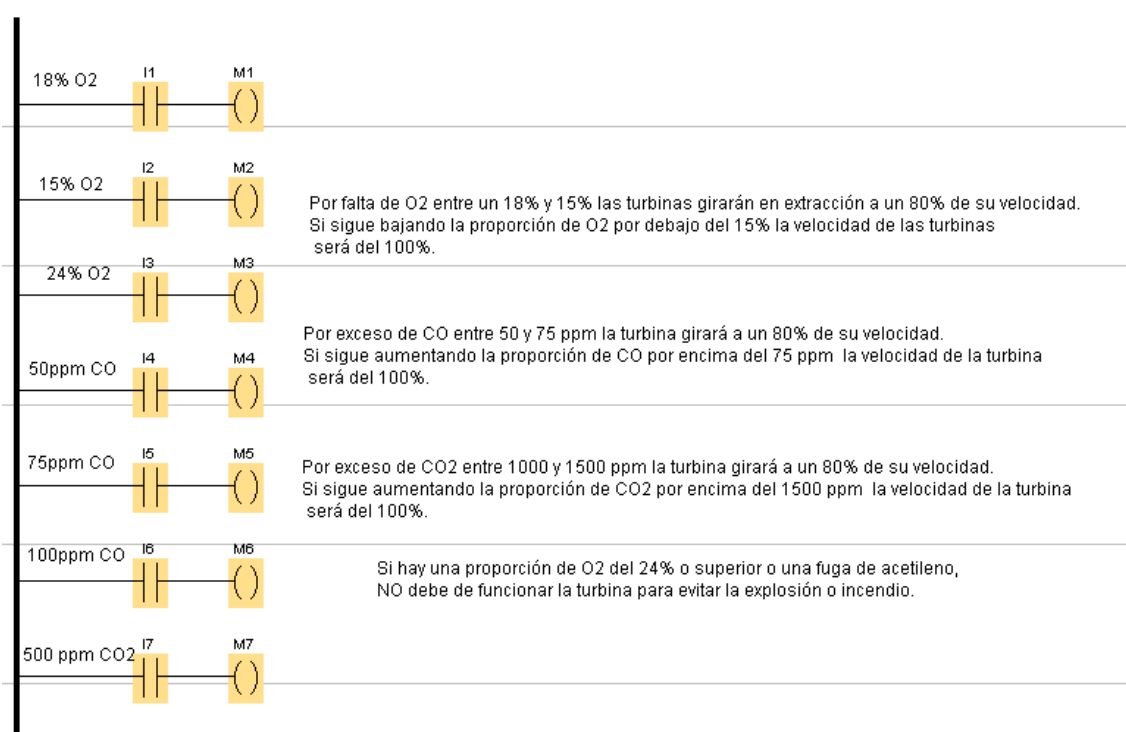 I1 M1
18% O2
I2 M2
15% O2
Por falta de O2 entre un 18% y 15% las turbinas girarán en extracción a un 80% de su velocidad.
Si sigue bajando la proporción de O2 por debajo del 15% la velocidad de las turbinas
será del 100%.
I3 M3
24% O2
Por exceso de CO entre 50 y 75 ppm la turbina girará a un 80% de su velocidad.
Si sigue aumentando la proporción de CO por encima del 75 ppm la velocidad de la turbina
será del 100%.
I4 M4
50ppm CO
I5 M5
75ppm CO
Por exceso de CO2 entre 1000 y 1500 ppm la turbina girará a un 80% de su velocidad.
Si sigue aumentando la proporción de CO2 por encima del 1500 ppm la velocidad de la turbina
será del 100%.
I6 M6
100ppm CO
Si hay una proporción de O2 del 24% o superior o una fuga de acetileno,
NO debe de funcionar la turbina para evitar la explosión o incendio.
I7 M7
500 ppm CO2